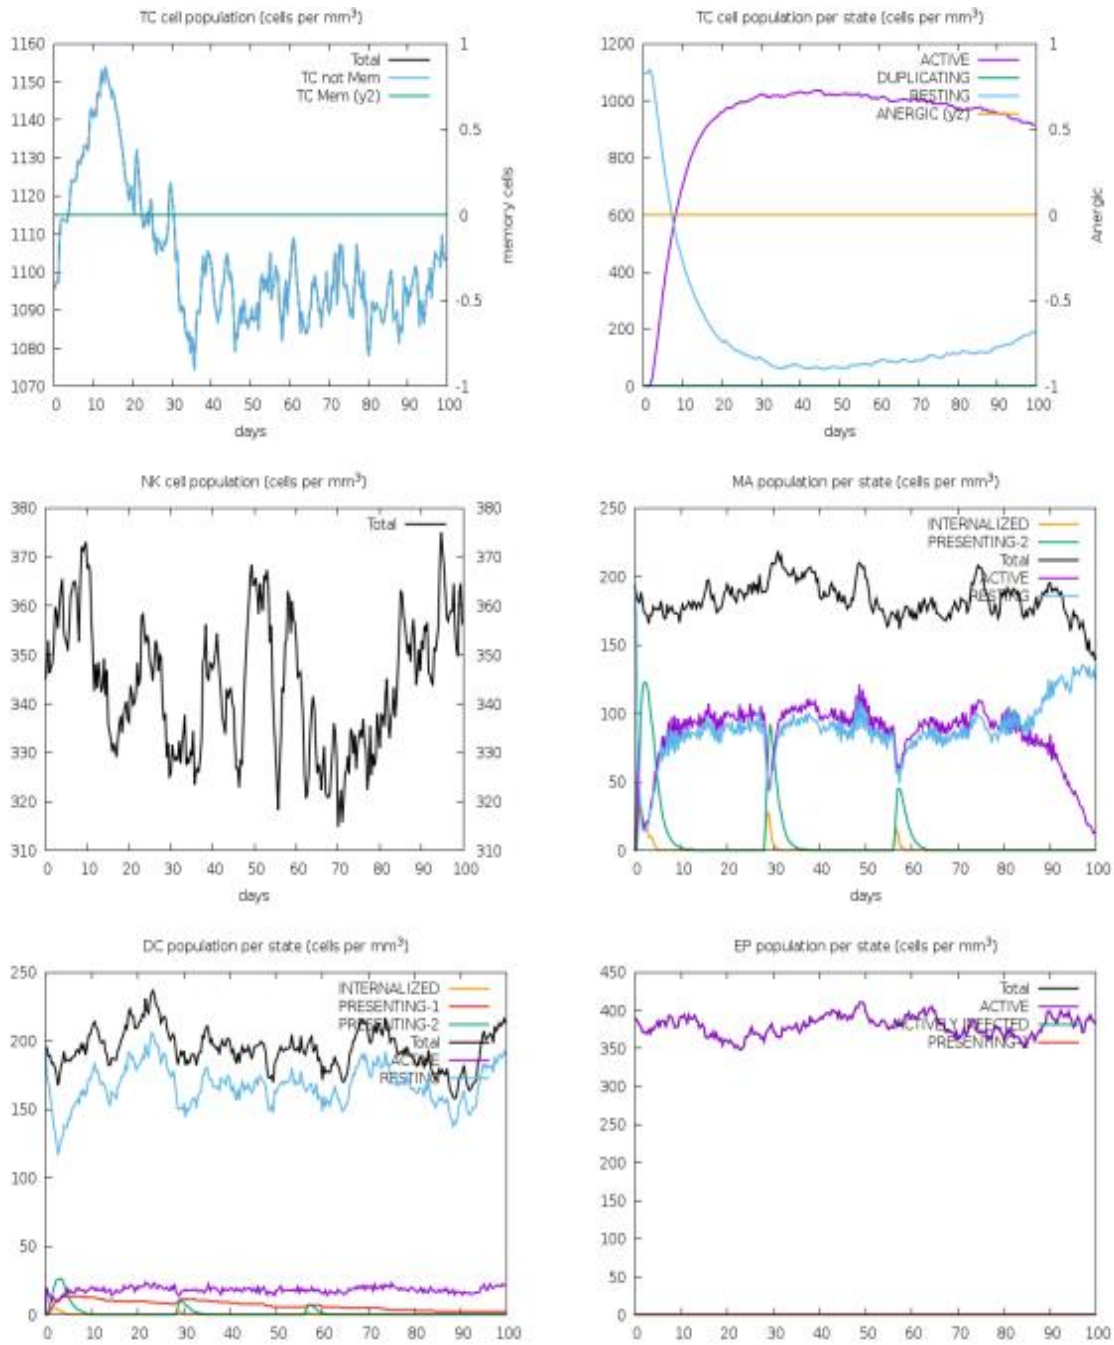 TC cell population (cells per mm³)
1160
1150
1140
1130
1120
1110
1100
1090
1080
1070
Total
TC not Mem
TC Mem (y2)
1
0.5
0
-0.5
-1
memory cells
0 10 20 30 40 50 60 70 80 90 100
days
TC cell population per state (cells per mm³)
1200
1000
800
600
400
200
0
ACTIVE
DUPLICATING
RESTING
ANERGIC (y2)
1
0.5
0
-0.5
-1
Anergic
0 10 20 30 40 50 60 70 80 90 100
days
NK cell population (cells per mm³)
380
370
360
350
340
330
320
310
Total
380
370
360
350
340
330
320
310
0 10 20 30 40 50 60 70 80 90 100
days
MA population per state (cells per mm³)
250
200
150
100
50
0
INTERNALIZED
PRESENTING-2
Total
ACTIVE
RESTING
0 10 20 30 40 50 60 70 80 90 100
days
DC population per state (cells per mm³)
250
200
150
100
50
0
INTERNALIZED
PRESENTING-1
PRESENTING-2
Total
ACTIVE
RESTING
0 10 20 30 40 50 60 70 80 90 100
EP population per state (cells per mm³)
450
400
350
300
250
200
150
100
50
0
Total
ACTIVE
ACTIVELY INFECTED
PRESENTING-1
0 10 20 30 40 50 60 70 80 90 100